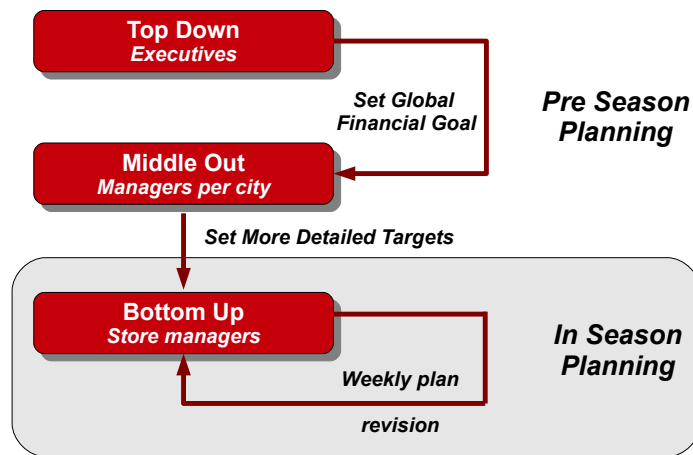 Top Down
Executives
Set Global
Financial Goal
Pre Season
Planning
Middle Out
Managers per city
Set More Detailed Targets
Bottom Up
Store managers
In Season
Planning
Weekly plan
revision